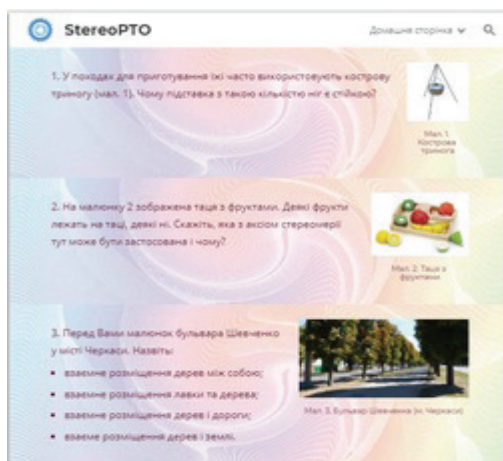 StereoPTO
Домашня сторінка
1. У походах для приготування їжі часто використовують кострову
триногу (мал. 1). Чому підставка з такою кількістю ніг є стійкою?
Мал. 1.
Кострова
тринога
2. На малюнку 2 зображена таця з фруктами. Деякі фрукти
лежать на таці, деякі ні. Скажіть, яка з аксіом стереомерії
тут може бути застосована і чому?
Мал. 2. Таця з
фруктами
3. Перед Вами малюнок бульвара Шевченко
у місті Черкаси. Назвіть:
взаємне розміщення дерев між собою;
взаємне розміщення лавки та дерева;
взаємне розміщення дерев і дороги;
взаєме розміщення дерев і землі.
Мал. 3. Бульвар Шевченка (м. Черкаси)